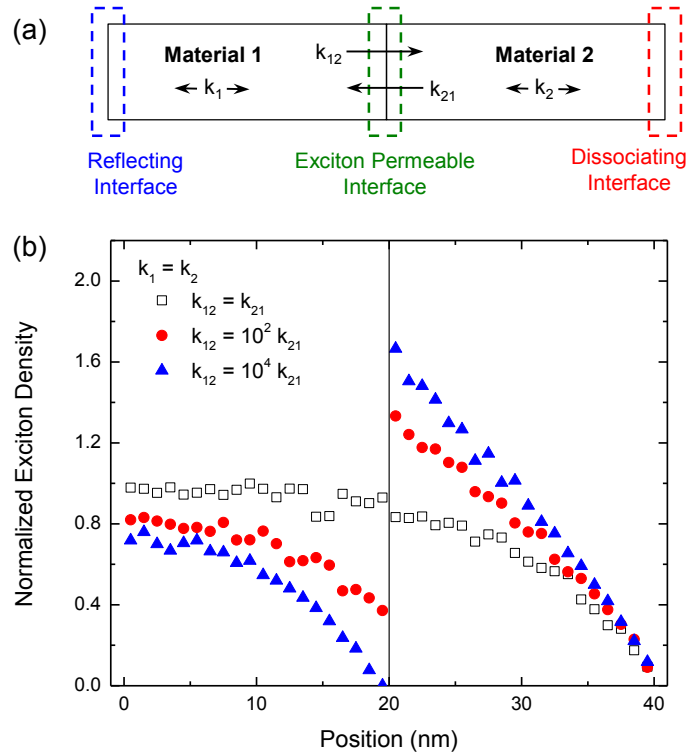 (a)
Material 1
k12
Material 2
k1
k21
k2
Reflecting
Interface
Exciton Permeable
Interface
Dissociating
Interface
(b)
k1 = k2
k12 = k21
k12 = 10^2 k21
k12 = 10^4 k21
Normalized Exciton Density
2.0
1.6
1.2
0.8
0.4
0.0
0
10
20
30
40
Position (nm)